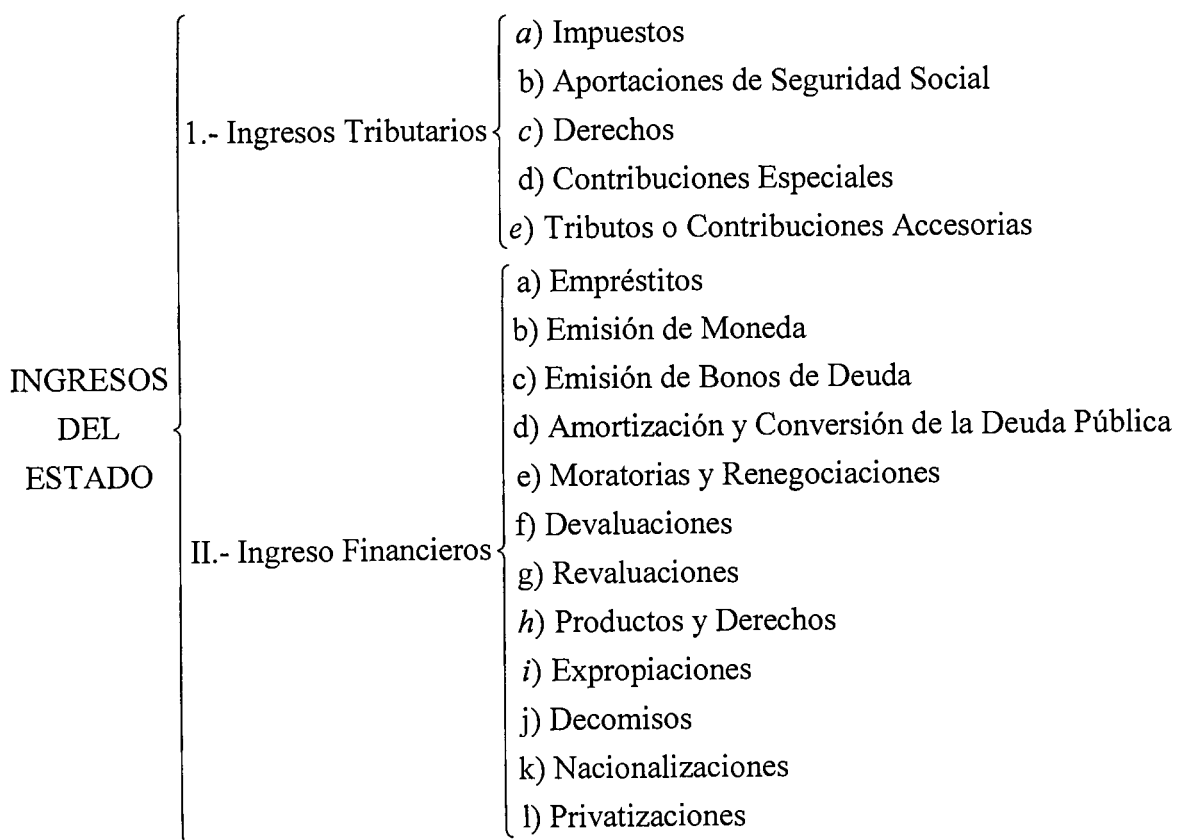 INGRESOS
DEL
ESTADO
1.- Ingresos Tributarios
a) Impuestos
b) Aportaciones de Seguridad Social
c) Derechos
d) Contribuciones Especiales
e) Tributos o Contribuciones Accesorias
II.- Ingreso Financieros
a) Empréstitos
b) Emisión de Moneda
c) Emisión de Bonos de Deuda
d) Amortización y Conversión de la Deuda Pública
e) Moratorias y Renegociaciones
f) Devaluaciones
g) Revaluaciones
h) Productos y Derechos
i) Expropiaciones
j) Decomisos
k) Nacionalizaciones
l) Privatizaciones